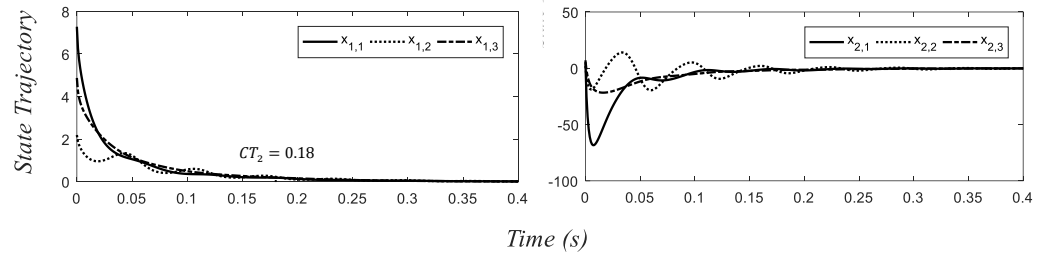 State Trajectory
8
6
4
2
0
x1,1 x1,2 x1,3
CT2 = 0.18
0 0.05 0.1 0.15 0.2 0.25 0.3 0.35 0.4
50
0
-50
-100
x2,1 x2,2 x2,3
0 0.05 0.1 0.15 0.2 0.25 0.3 0.35 0.4
Time (s)